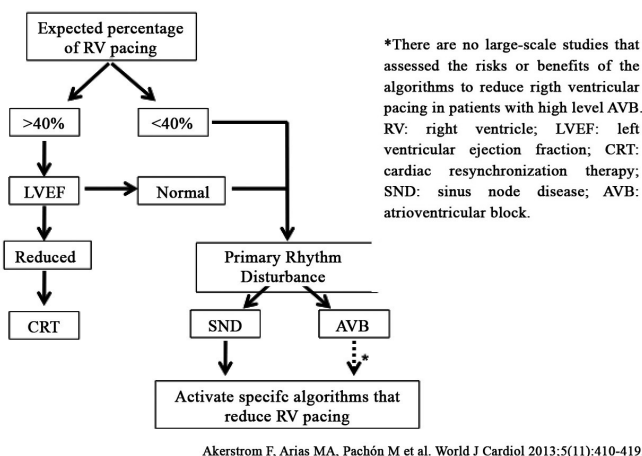 Expected percentage
of RV pacing
>40%
<40%
LVEF
Normal
Reduced
CRT
Primary Rhythm
Disturbance
SND
AVB
*
Activate specifc algorithms that
reduce RV pacing
*There are no large-scale studies that
assessed the risks or benefits of the
algorithms to reduce rigth ventricular
pacing in patients with high level AVB.
RV: right ventricle; LVEF: left
ventricular ejection fraction; CRT:
cardiac resynchronization therapy;
SND: sinus node disease; AVB:
atrioventricular block.
Akerstrom F, Arias MA, Pachón M et al. World J Cardiol 2013;5(11):410-419